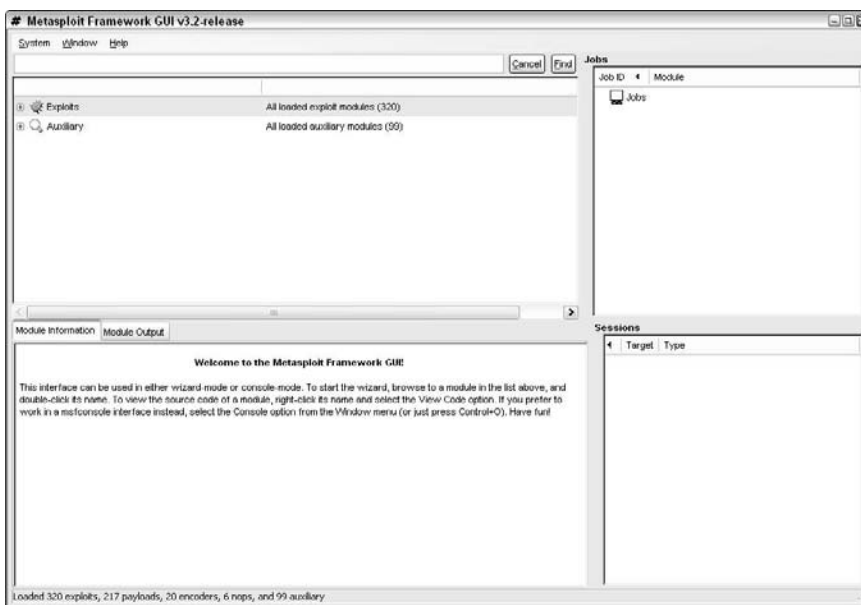 # Metasploit Framework GUI v3.2-release
System Window Help
Cancel Find
Exploits All loaded exploit modules (320)
Auxiliary All loaded auxiliary modules (99)
Jobs
Job ID Module
Jobs
Module Information Module Output
Welcome to the Metasploit Framework GUI!
This interface can be used in either wizard-mode or console-mode. To start the wizard, browse to a module in the list above, and
double-click its name. To view the source code of a module, right-click its name and select the View Code option. If you prefer to
work in a msfconsole interface instead, select the Console option from the Window menu (or just press Control+O). Have fun!
Sessions
Target Type
Loaded 320 exploits, 217 payloads, 20 encoders, 6 nops, and 99 auxiliary